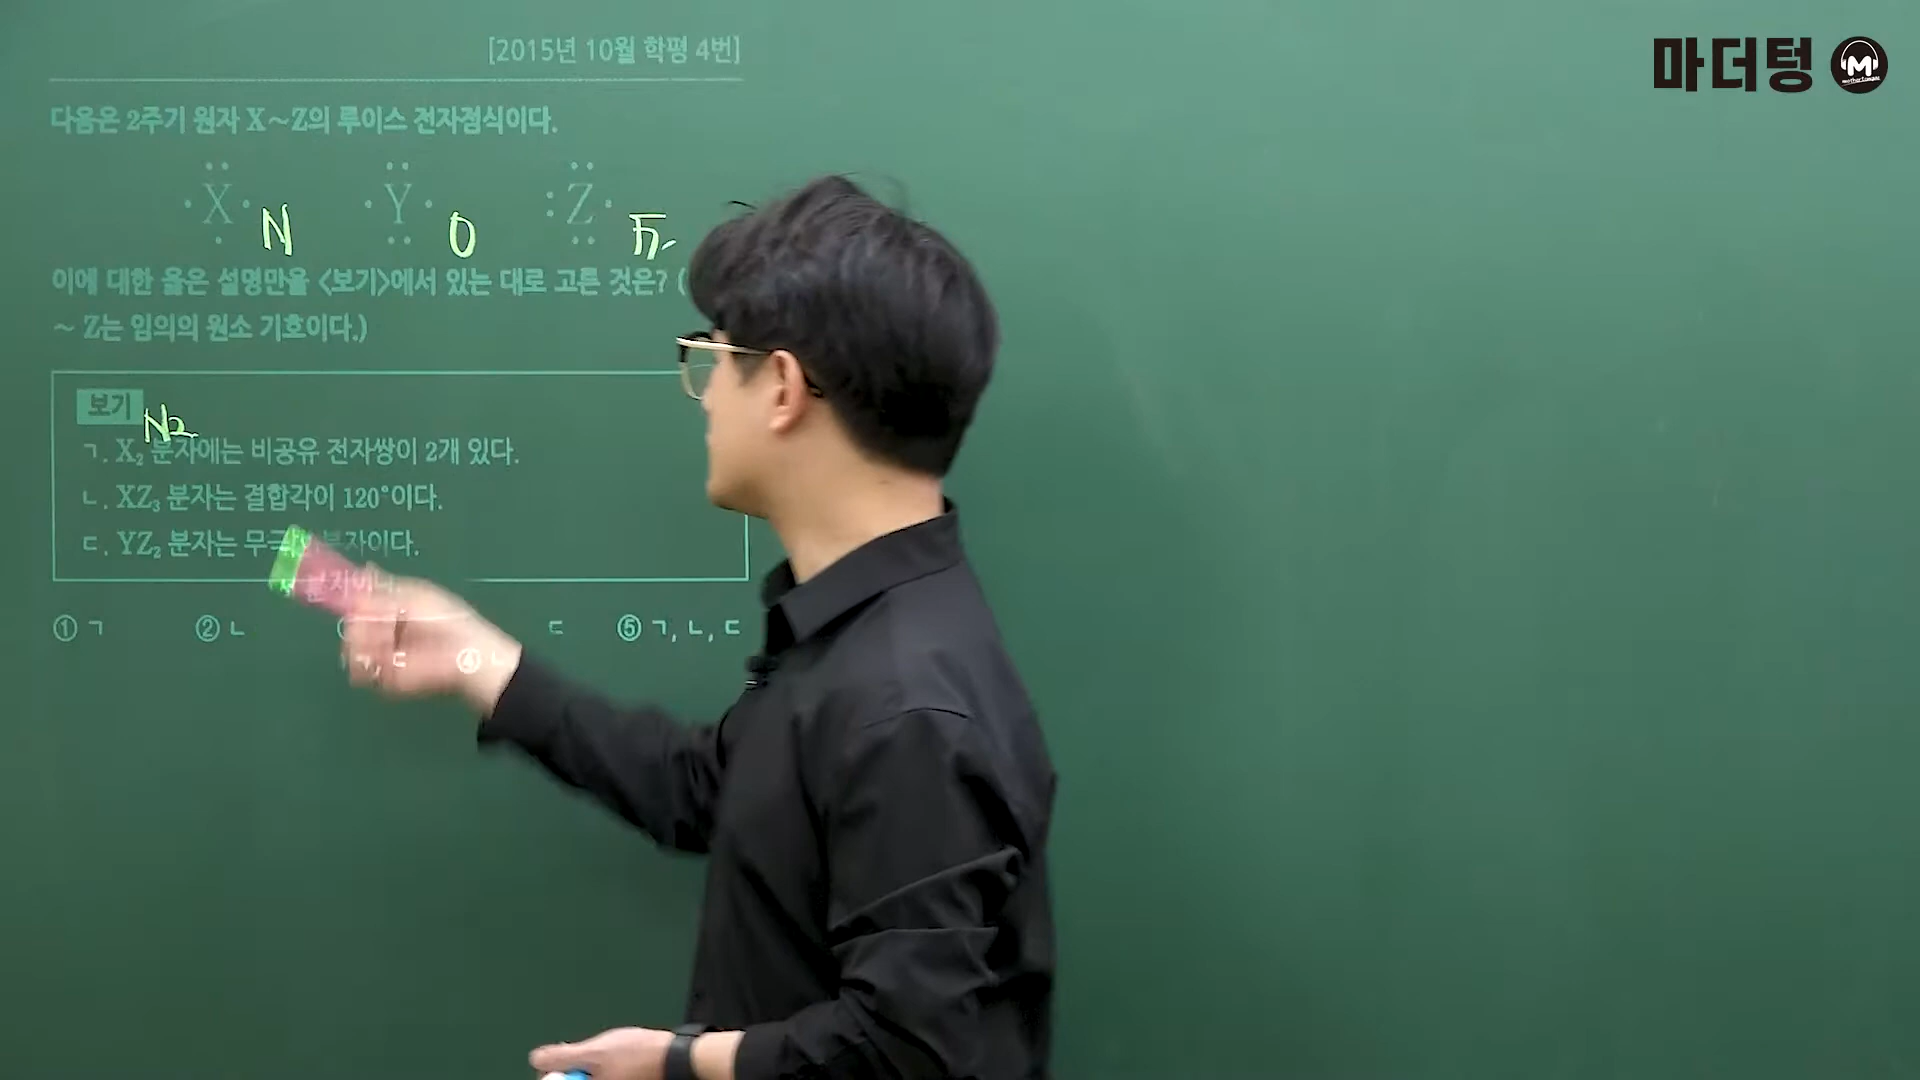 마더텅
M
[2015년 10월 학평 4번]
다음은 2주기 원자 X~Z의 루이스 전자점식이다.
X N Y O Z F
이에 대한 옳은 설명만을 <보기>에서 있는 대로 고른 것은? (
~ Z는 임의의 원소 기호이다.)
보기
N2
ㄱ. X₂ 분자에는 비공유 전자쌍이 2개 있다.
ㄴ. XZ₃ 분자는 결합각이 120°이다.
ㄷ. YZ₂ 분자는 분자이다.
① ㄱ ② ㄴ ㄷ ⑤ ㄱ, ㄴ, ㄷ